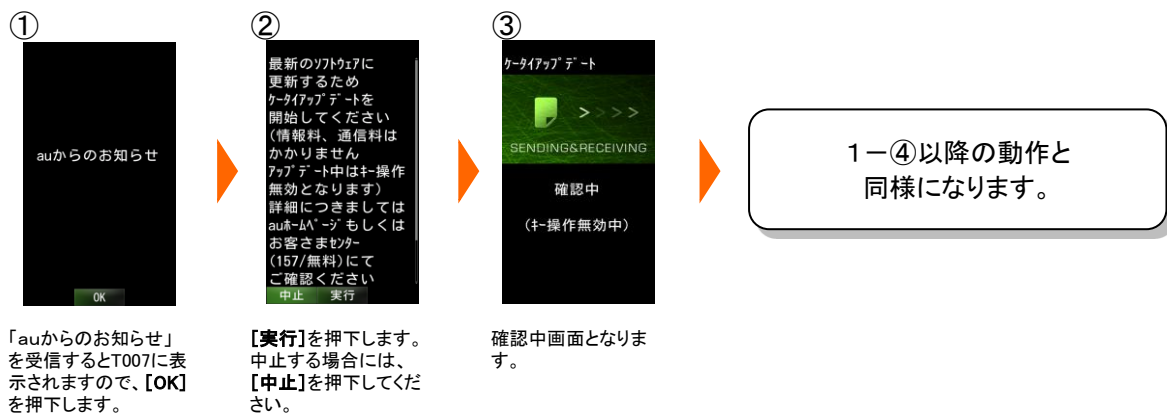 ①
auからのお知らせ
OK
「auからのお知らせ」
を受信するとT007に表
示されますので、[OK]
を押下します。
②
最新のｿﾌﾄｳｪｱに
更新するため
ｹｰﾀｲｱｯﾌﾟﾃﾞｰﾄを
開始してください
(情報料、通信料は
かかりません
ｱｯﾌﾟﾃﾞｰﾄ中はｷｰ操作
無効となります)
詳細につきましては
auﾎｰﾑﾍﾟｰｼﾞもしくは
お客さまｾﾝﾀｰ
(157/無料)にて
ご確認ください
中止 実行
[実行]を押下します。
中止する場合には、
[中止]を押下してくだ
さい。
③
ｹｰﾀｲｱｯﾌﾟﾃﾞｰﾄ
>>>>
SENDING&RECEIVING
確認中
(ｷｰ操作無効中)
確認中画面となりま
す。
１－④以降の動作と
同様になります。